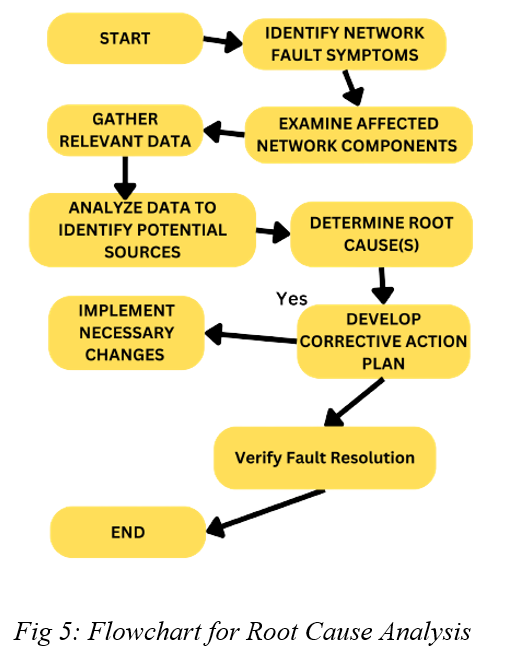 START
IDENTIFY NETWORK
FAULT SYMPTOMS
GATHER
RELEVANT DATA
EXAMINE AFFECTED
NETWORK COMPONENTS
ANALYZE DATA TO
IDENTIFY POTENTIAL
SOURCES
DETERMINE ROOT
CAUSE(S)
Yes
IMPLEMENT
NECESSARY
CHANGES
DEVELOP
CORRECTIVE ACTION
PLAN
Verify Fault Resolution
END
Fig 5: Flowchart for Root Cause Analysis